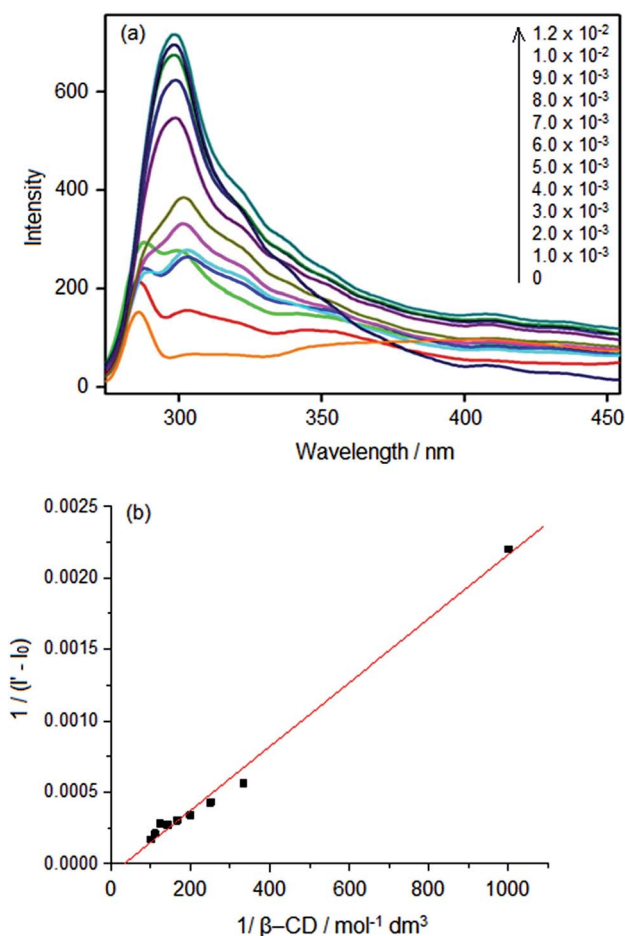 (a)
1.2 x 10⁻²
1.0 x 10⁻²
9.0 x 10⁻³
8.0 x 10⁻³
7.0 x 10⁻³
6.0 x 10⁻³
5.0 x 10⁻³
4.0 x 10⁻³
3.0 x 10⁻³
2.0 x 10⁻³
1.0 x 10⁻³
0
600
400
200
0
Intensity
300
350
400
450
Wavelength / nm
(b)
0.0025
0.0020
0.0015
0.0010
0.0005
0.0000
1 / (I' - I₀)
0
200
400
600
800
1000
1/ β–CD / mol⁻¹ dm³